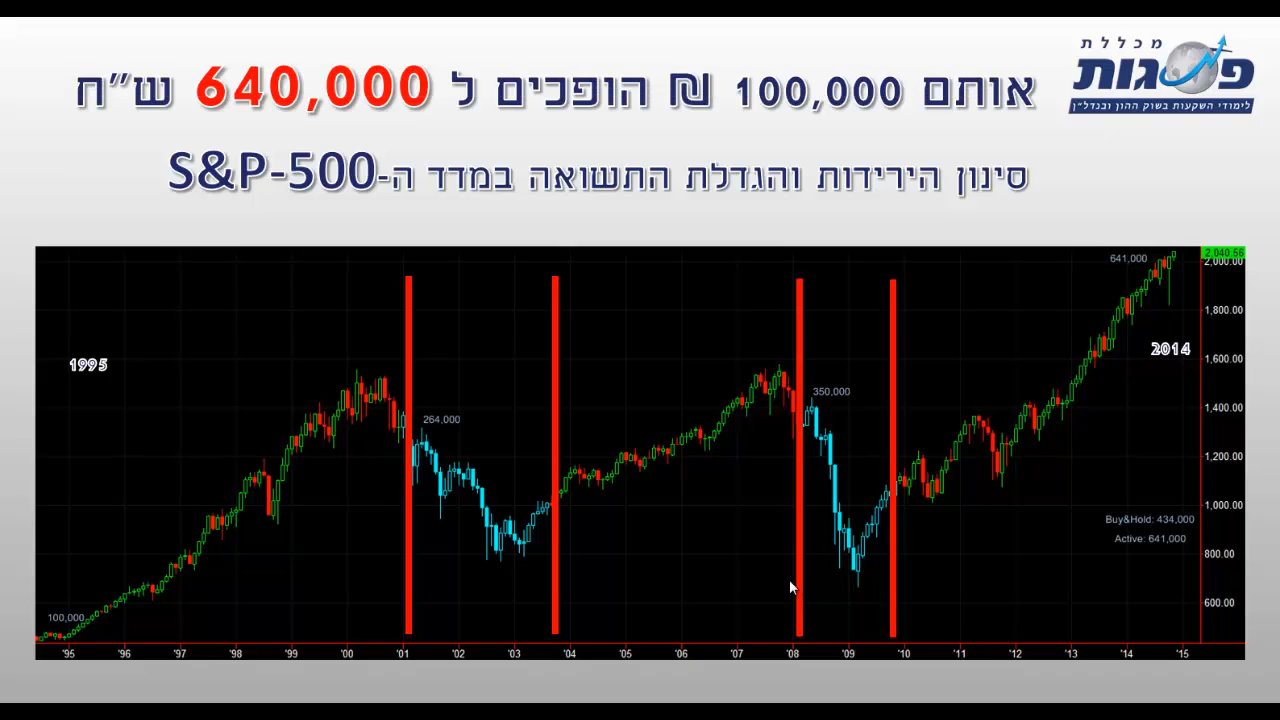 מכללת
פסגות
לימודי השקעות בשוק ההון ובנדל"ן
אותם 100,000 ₪ הופכים ל 640,000 ש"ח
סינון הירידות והגדלת התשואה במדד ה-S&P-500
2,040.56
641,000
2,000.00
1,800.00
2014
1995
1,600.00
350,000
1,400.00
264,000
1,200.00
1,000.00
Buy&Hold: 434,000
Active: 641,000
800.00
600.00
100,000
'95 '96 '97 '98 '99 '00 '01 '02 '03 '04 '05 '06 '07 '08 '09 '10 '11 '12 '13 '14 '15